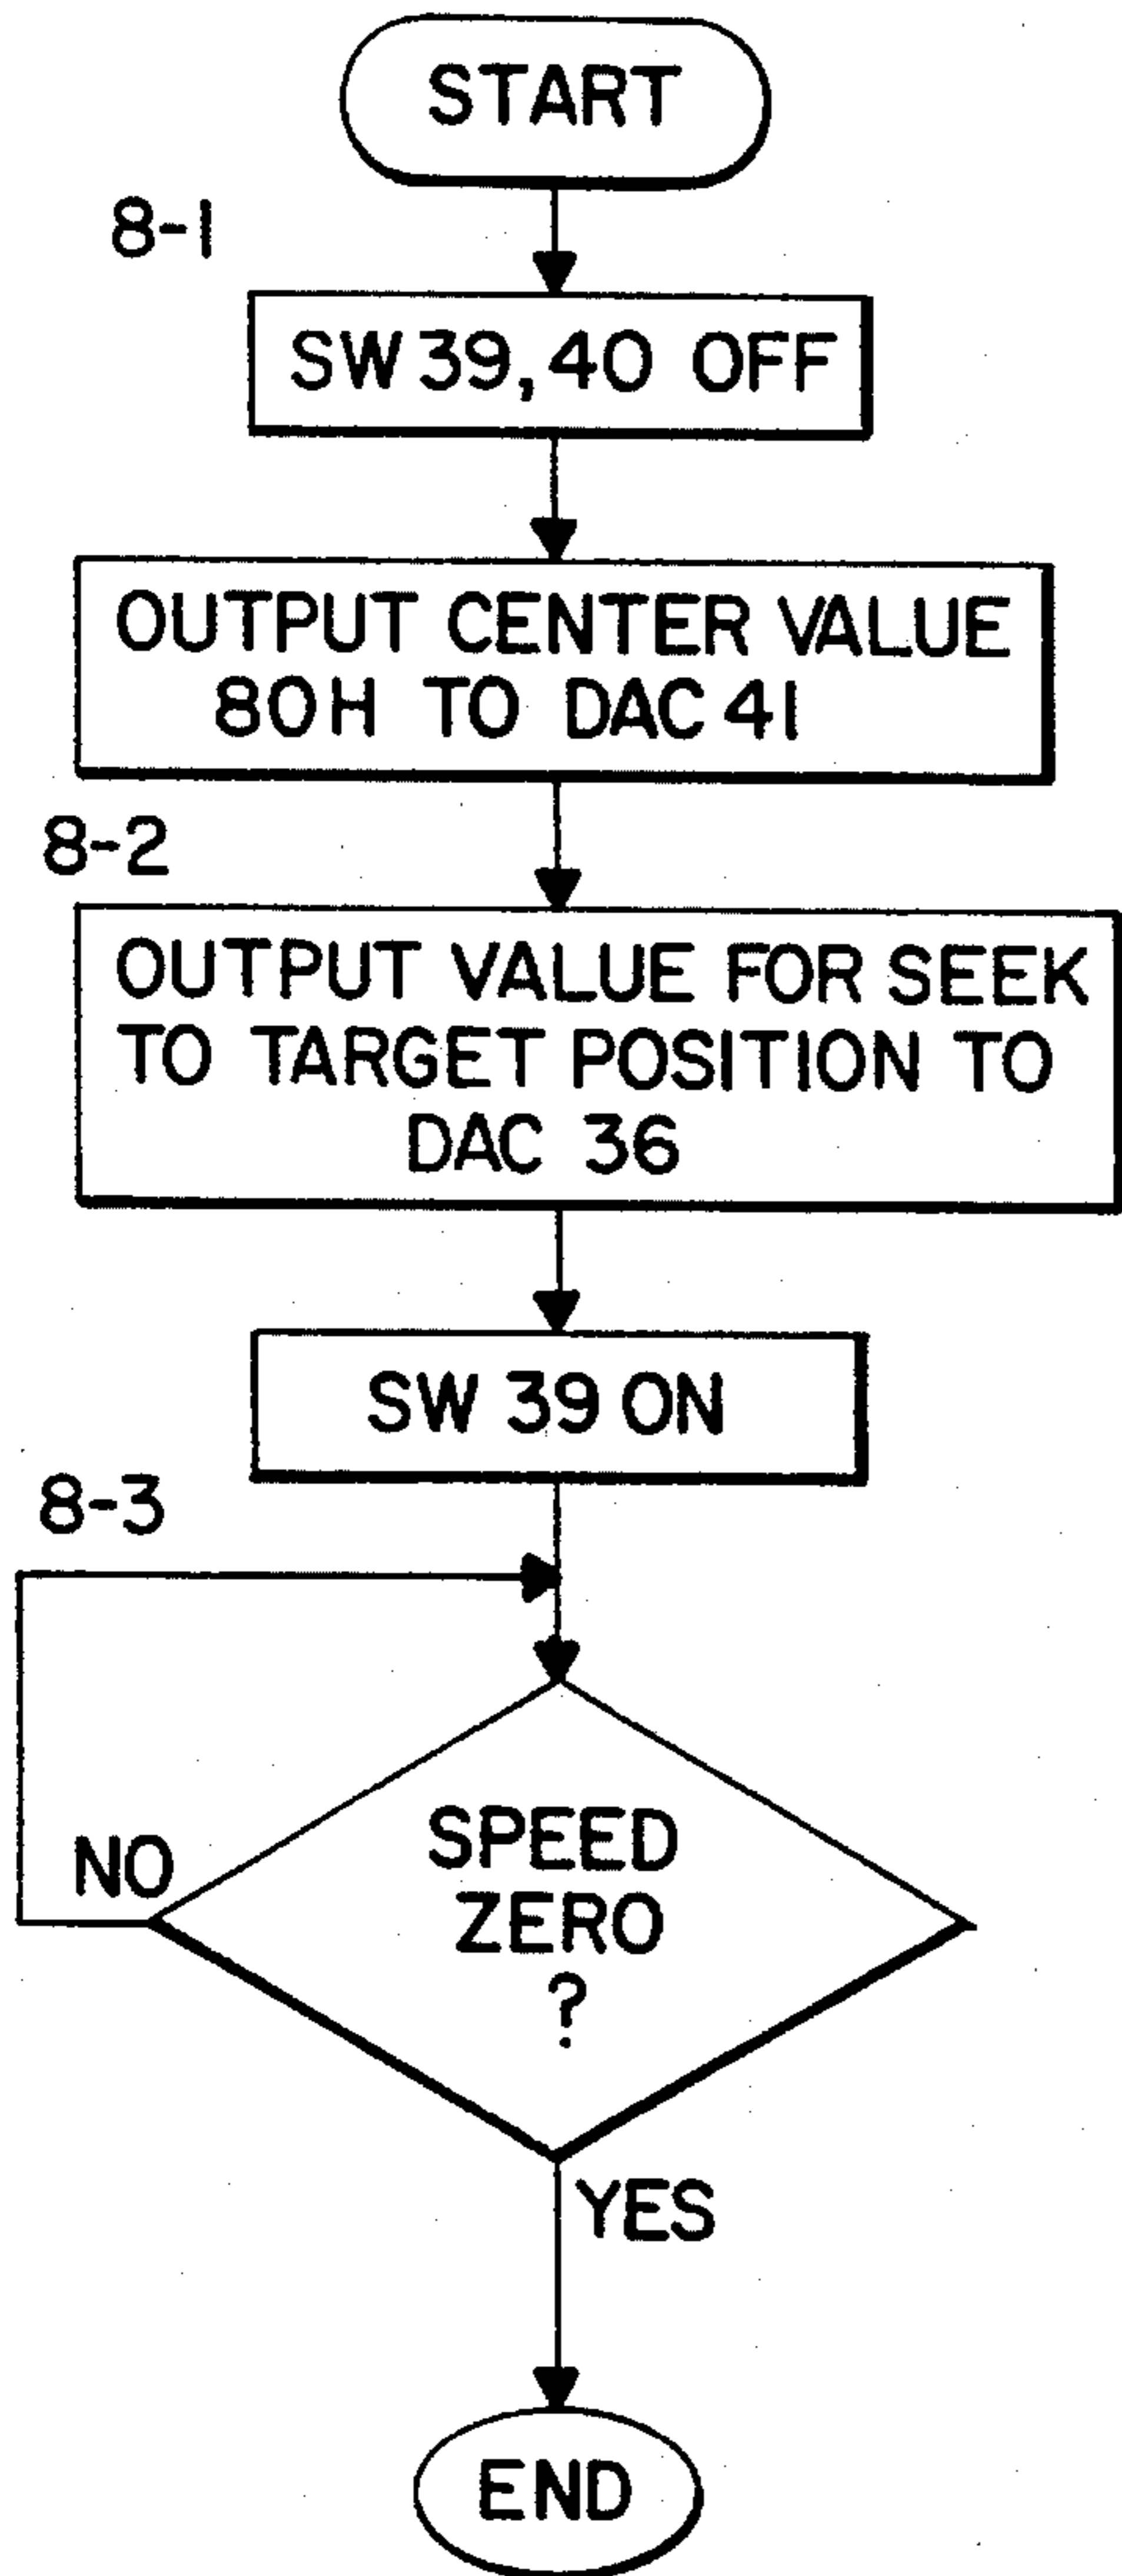 START
8-1
SW 39, 40 OFF
OUTPUT CENTER VALUE
80H TO DAC 41
8-2
OUTPUT VALUE FOR SEEK
TO TARGET POSITION TO
DAC 36
SW 39 ON
8-3
NO
SPEED
ZERO
?
YES
END